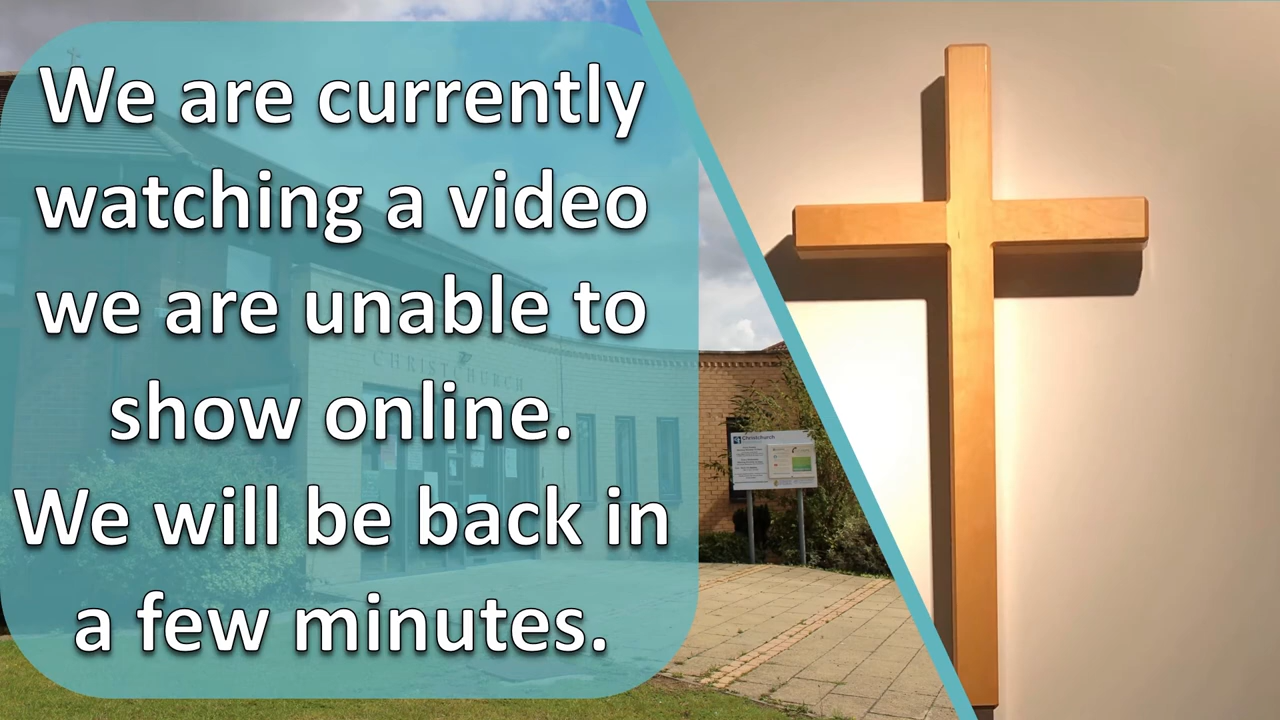 We are currently
watching a video
we are unable to
show online.
We will be back in
a few minutes.
CHRISTCHURCH
Christchurch